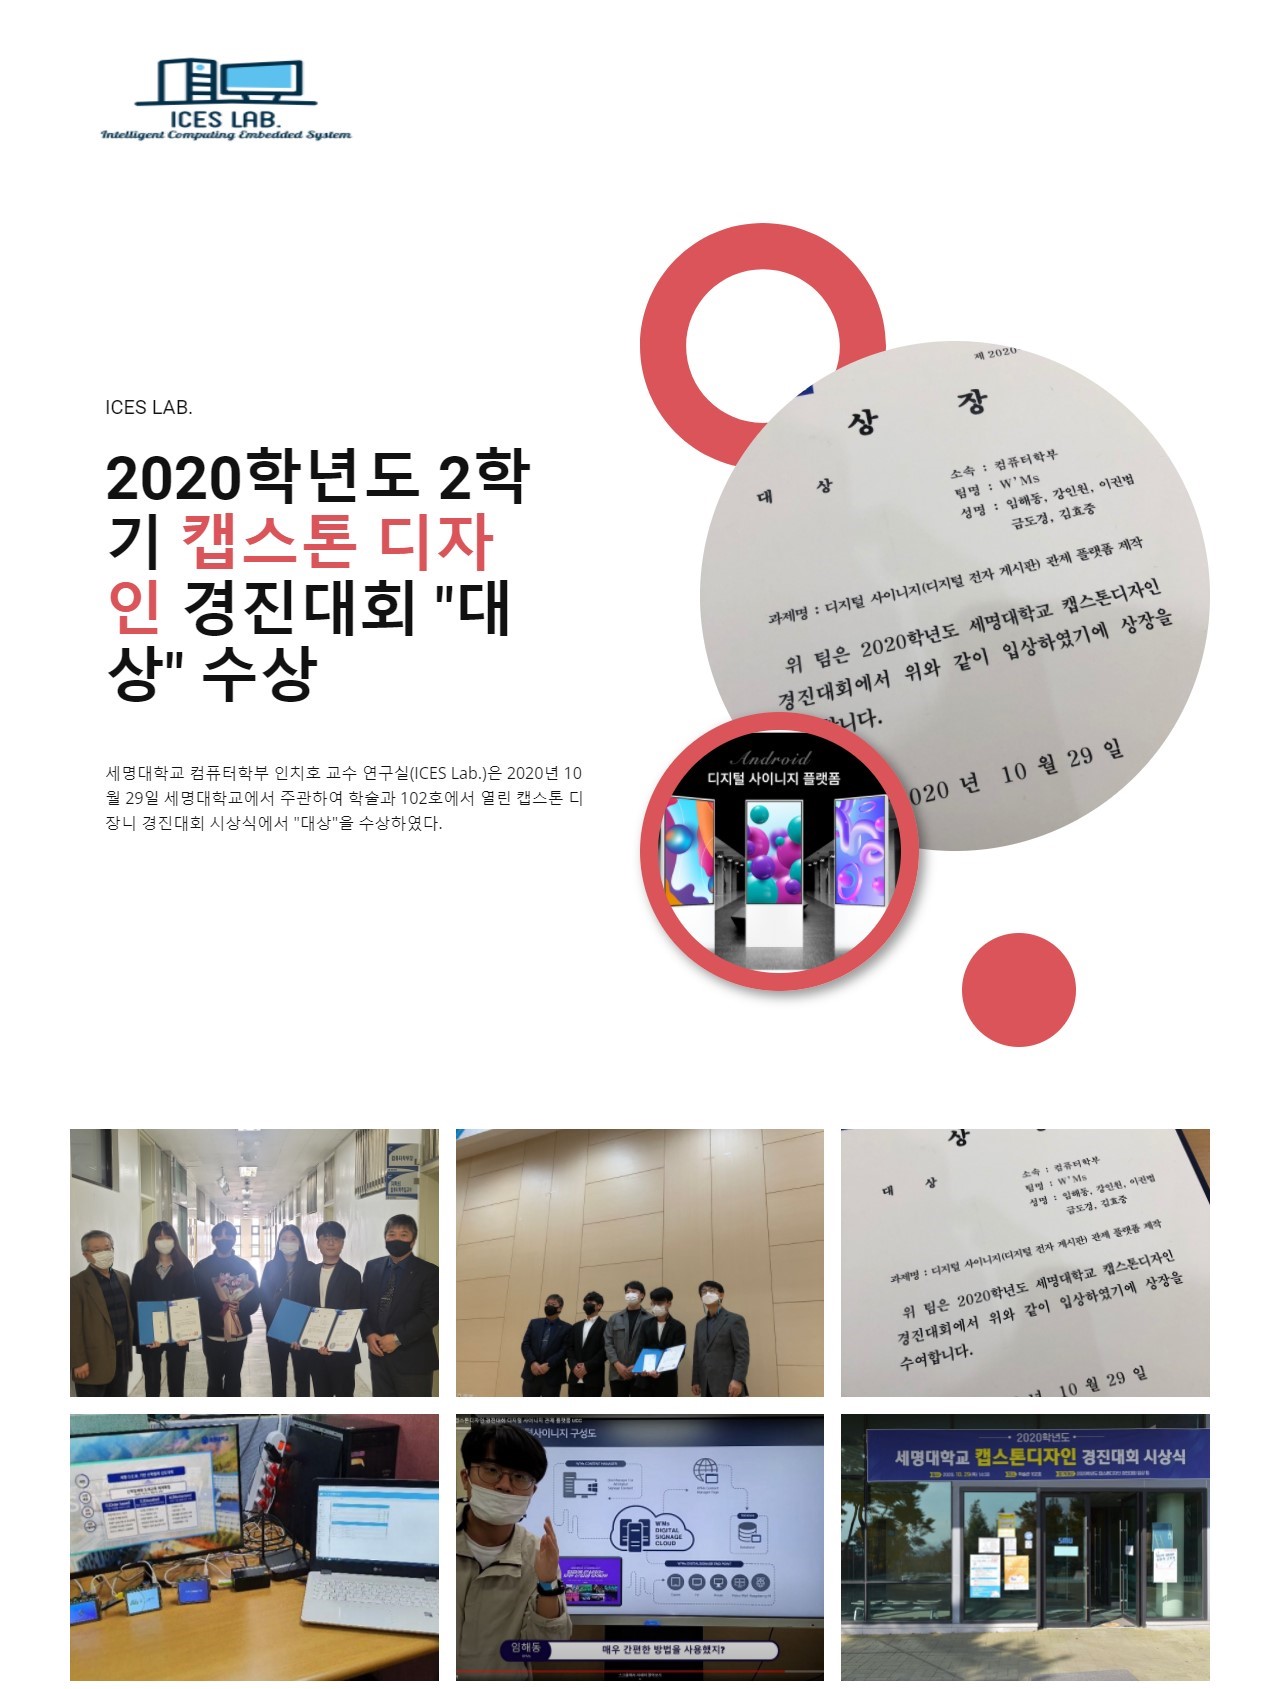 ICES LAB.
Intelligent Computing Embedded System
ICES LAB.
2020학년도 2학
기 캡스톤 디자
인 경진대회 "대
상" 수상
세명대학교 컴퓨터학부 인치호 교수 연구실(ICES Lab.)은 2020년 10
월 29일 세명대학교에서 주관하여 학술과 102호에서 열린 캡스톤 디
장니 경진대회 시상식에서 "대상"을 수상하였다.
제 2020
상 장
대 상
소속 : 컴퓨터학부
팀명 : W'Ms
성명 : 임해동, 강인원, 이권범
금도경, 김효중
과제명 : 디지털 사이니지(디지털 전자 게시판) 관제 플랫폼 제작
위 팀은 2020학년도 세명대학교 캡스톤디자인
경진대회에서 위와 같이 입상하였기에 상장을
합니다.
020 년 10 월 29 일
Android
디지털 사이니지 플랫폼
상
대 상
소속 : 컴퓨터학부
팀명 : W'Ms
성명 : 임해동, 강인원, 이권범
금도경, 김효중
과제명 : 디지털 사이니지(디지털 전자 게시판) 관제 플랫폼 제작
위 팀은 2020학년도 세명대학교 캡스톤디자인
경진대회에서 위와 같이 입상하였기에 상장을
수여합니다.
10 월 29 일
사이니지 구성도
WMs
DIGITAL
SIGNAGE
CLOUD
임해동
매우 간편한 방법을 사용했지?
2020학년도
세명대학교 캡스톤디자인 경진대회 시상식
SMU